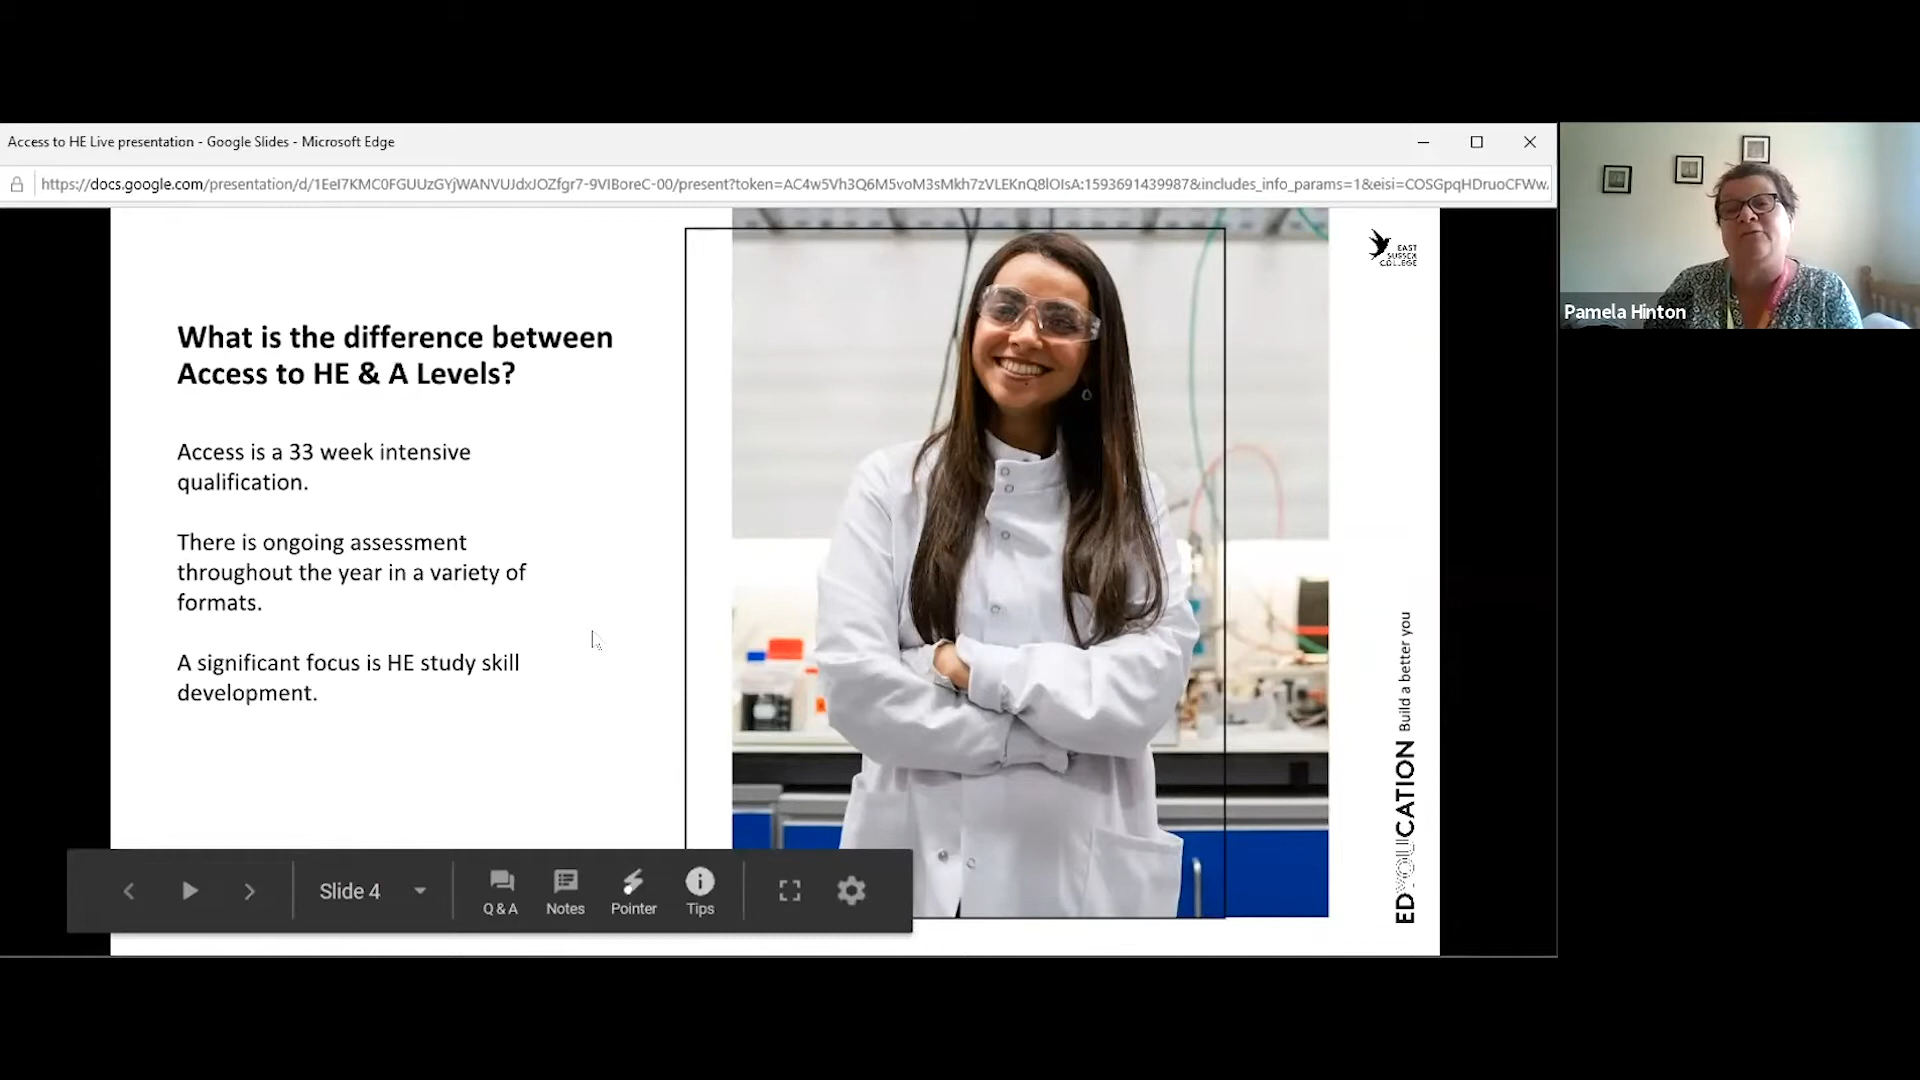 Access to HE Live presentation - Google Slides - Microsoft Edge
https://docs.google.com/presentation/d/1EeI7KMC0FGUUzGYjWANVUJdxJOZfgr7-9VIBoreC-00/present?token=AC4w5Vh3Q6M5voM3sMkh7zVLEKnQ8lOIsA:1593691439987&includes_info_params=1&eisi=COSGpqHDruoCFWw
EAST
SUSSEX
COLLEGE
Pamela Hinton
What is the difference between
Access to HE & A Levels?
Access is a 33 week intensive
qualification.
There is ongoing assessment
throughout the year in a variety of
formats.
A significant focus is HE study skill
development.
EDYOUCATION Build a better you
Slide 4
Q & A
Notes
Pointer
Tips